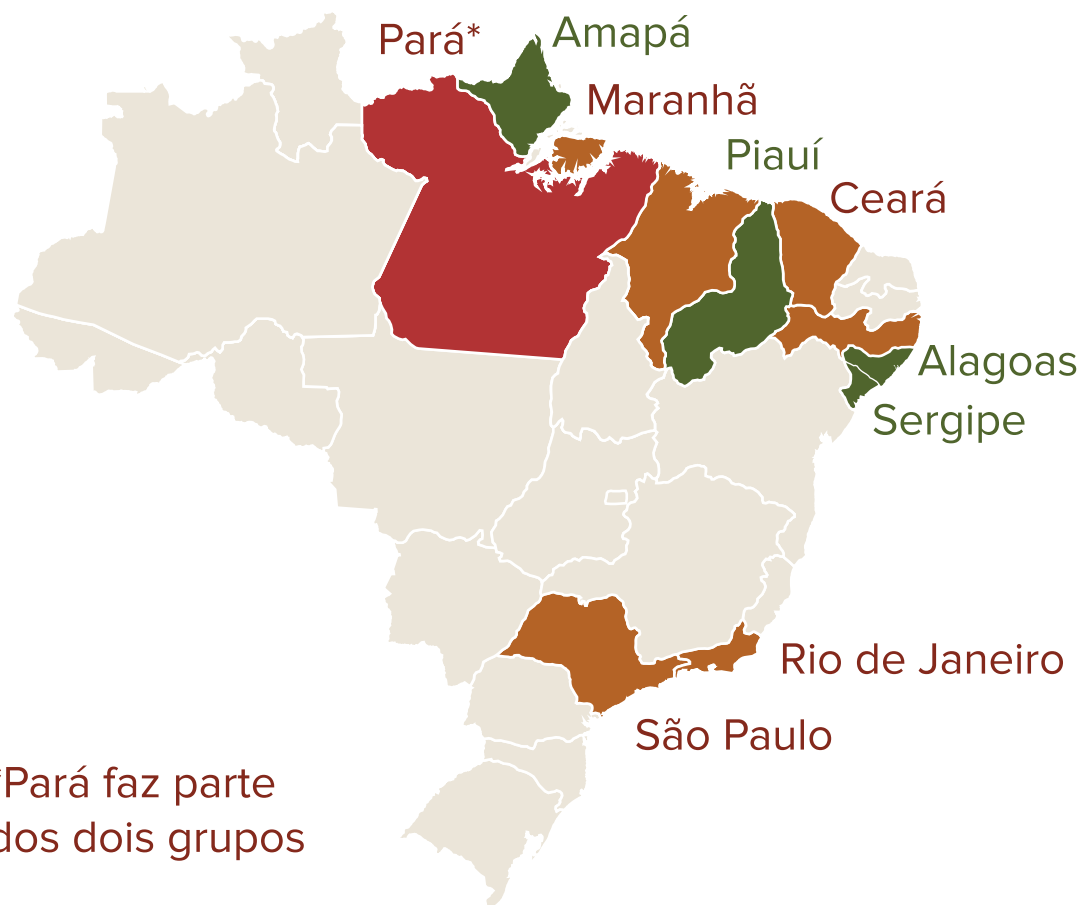 Pará*
Amapá
Maranhã
Piauí
Ceará
Alagoas
Sergipe
Rio de Janeiro
São Paulo
*Pará faz parte
dos dois grupos